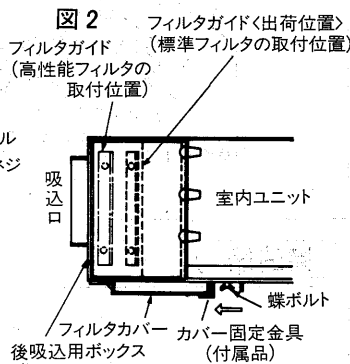 図2
フィルタガイド〈出荷位置〉
(標準フィルタの取付位置)
フィルタガイド
(高性能フィルタの
取付位置)
ル
ネジ
吸込口
室内ユニット
蝶ボルト
フィルタカバー
カバー固定金具
(付属品)
後吸込用ボックス